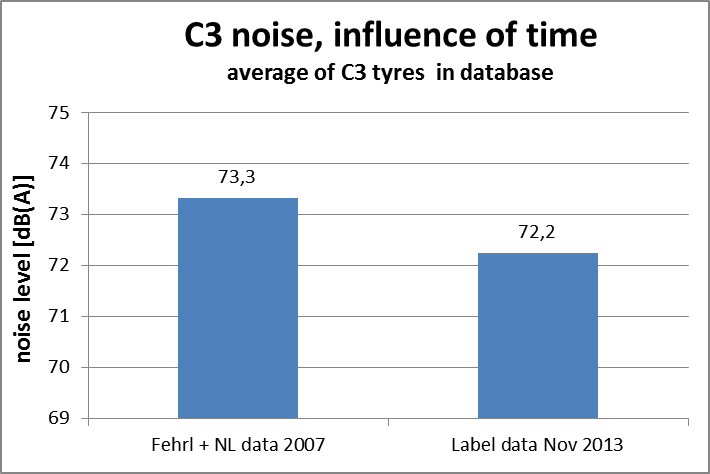 C3 noise, influence of time
average of C3 tyres in database
noise level [dB(A)]
75
74
73
72
71
70
69
73,3
72,2
Fehrl + NL data 2007
Label data Nov 2013